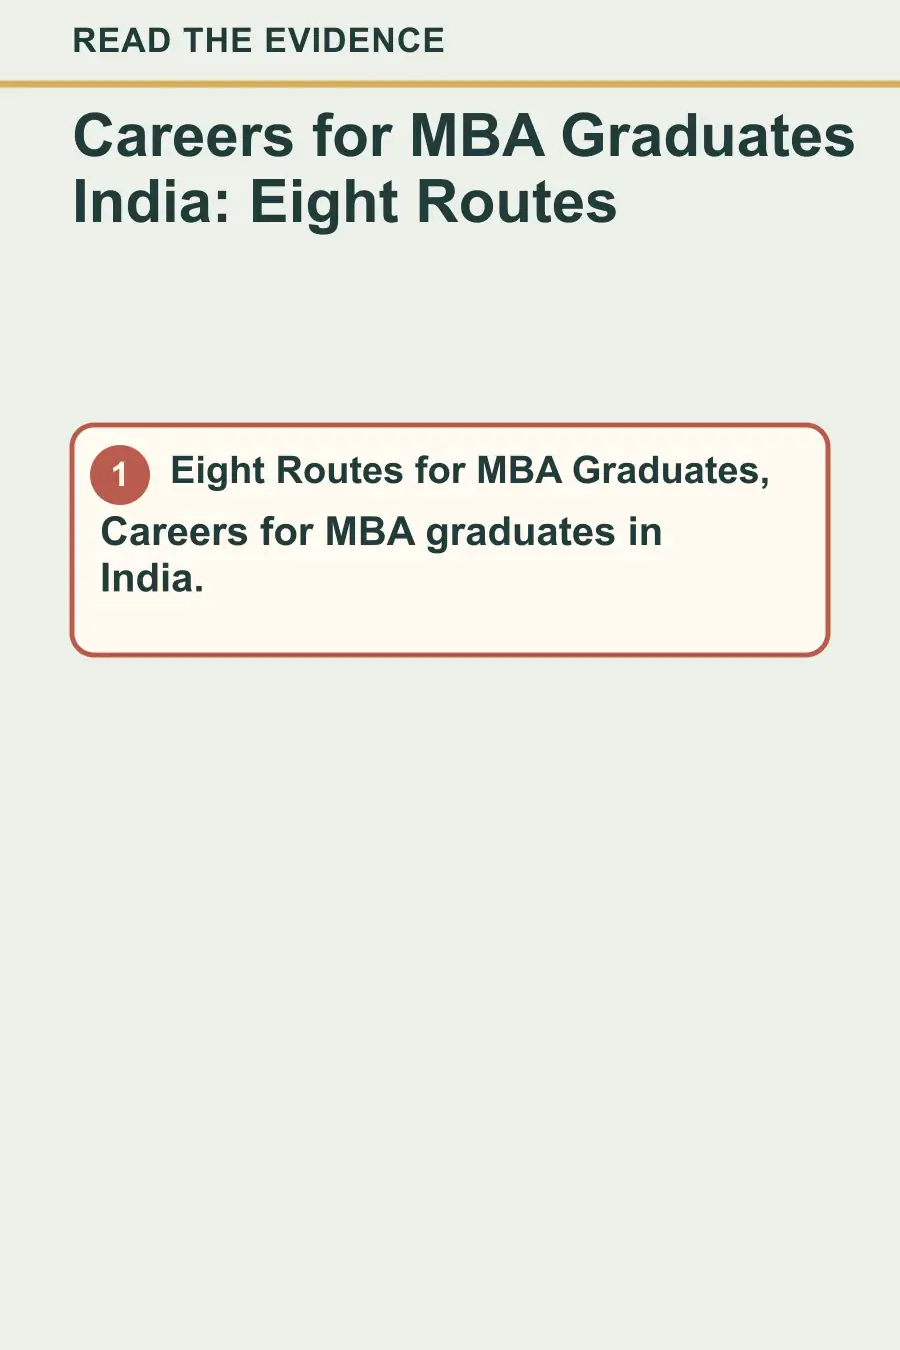 READ THE EVIDENCE
Careers for MBA Graduates
India: Eight Routes
1 Eight Routes for MBA Graduates,
Careers for MBA graduates in
India.